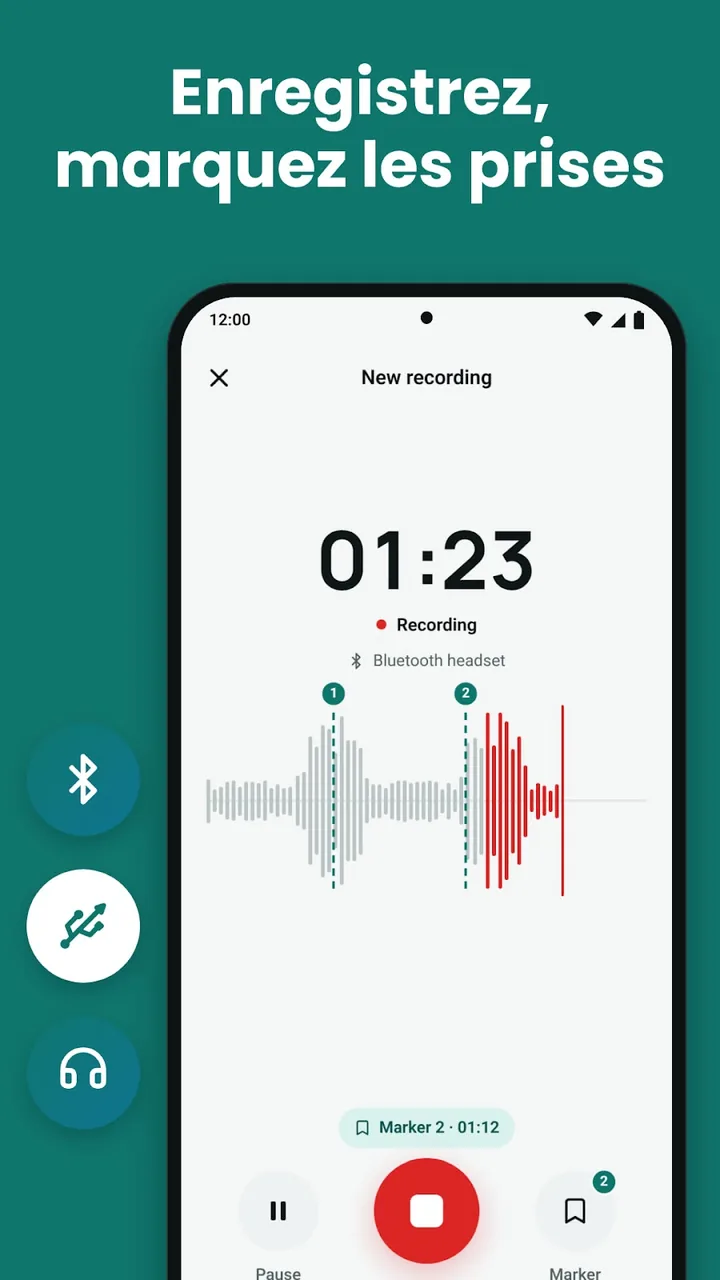 Enregistrez,
marquez les prises
12:00
New recording
01:23
Recording
Bluetooth headset
1 2
Marker 2 · 01:12
2
Pause Marker